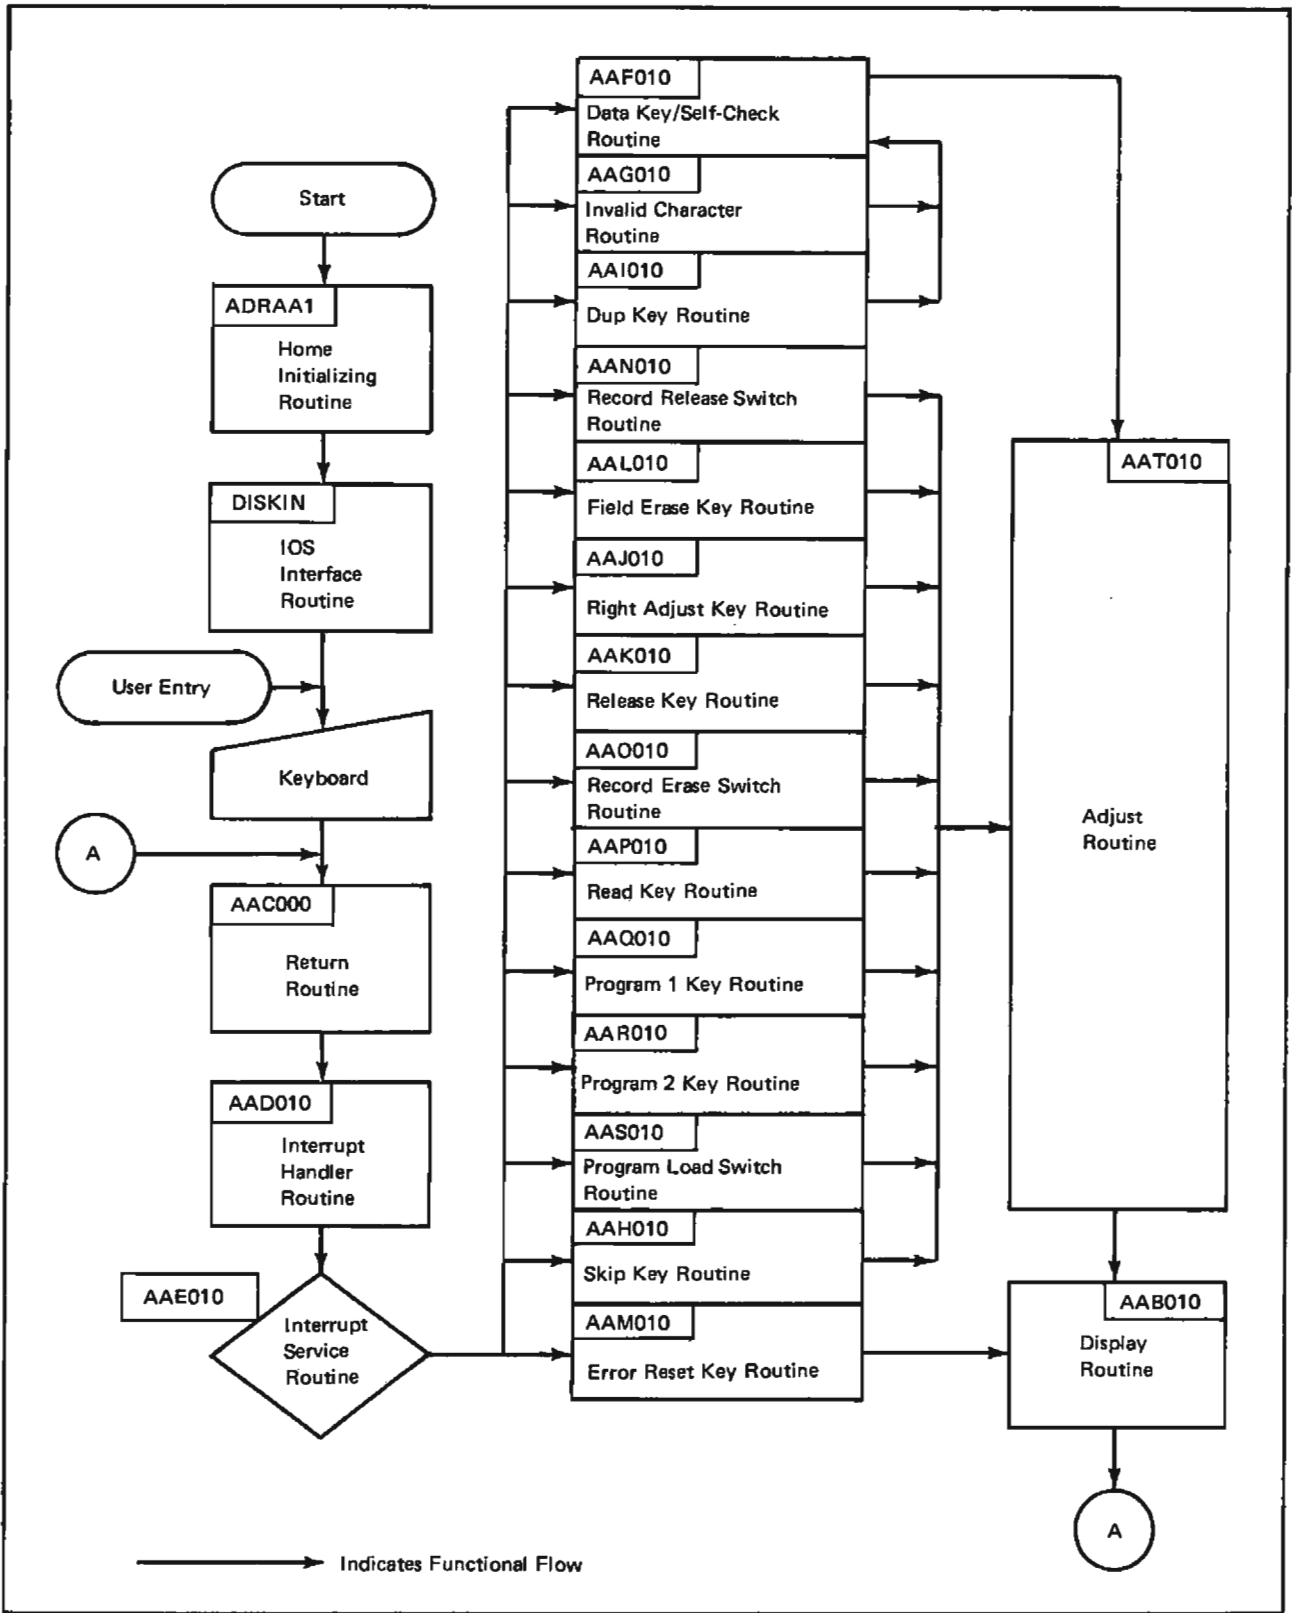 Start
ADRAA1
Home
Initializing
Routine
DISKIN
IOS
Interface
Routine
User Entry
Keyboard
A
AAC000
Return
Routine
AAD010
Interrupt
Handler
Routine
AAE010
Interrupt
Service
Routine
AAF010
Data Key/Self-Check
Routine
AAG010
Invalid Character
Routine
AAI010
Dup Key Routine
AAN010
Record Release Switch
Routine
AAL010
Field Erase Key Routine
AAJ010
Right Adjust Key Routine
AAK010
Release Key Routine
AAO010
Record Erase Switch
Routine
AAP010
Read Key Routine
AAQ010
Program 1 Key Routine
AAR010
Program 2 Key Routine
AAS010
Program Load Switch
Routine
AAH010
Skip Key Routine
AAM010
Error Reset Key Routine
AAT010
Adjust
Routine
AAB010
Display
Routine
A
Indicates Functional Flow